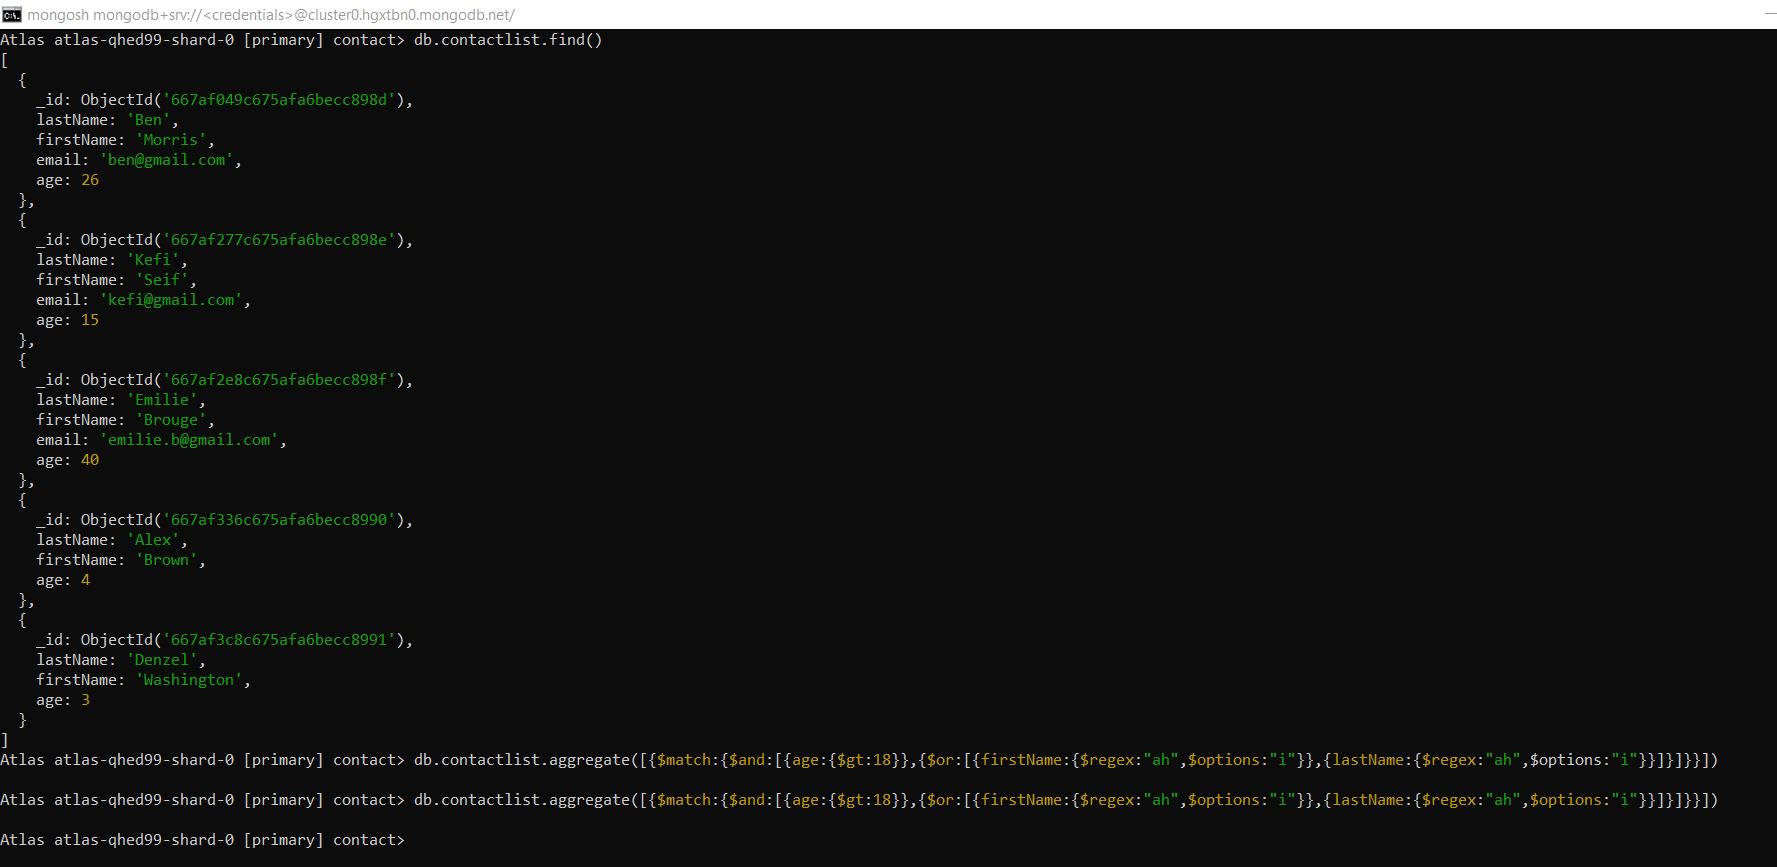 mongosh mongodb+srv://<credentials>@cluster0.hgxtbn0.mongodb.net/
Atlas atlas-qhed99-shard-0 [primary] contact> db.contactlist.find()
[
  {
    _id: ObjectId('667af049c675afa6becc898d'),
    lastName: 'Ben',
    firstName: 'Morris',
    email: 'ben@gmail.com',
    age: 26
  },
  {
    _id: ObjectId('667af277c675afa6becc898e'),
    lastName: 'Kefi',
    firstName: 'Seif',
    email: 'kefi@gmail.com',
    age: 15
  },
  {
    _id: ObjectId('667af2e8c675afa6becc898f'),
    lastName: 'Emilie',
    firstName: 'Brouge',
    email: 'emilie.b@gmail.com',
    age: 40
  },
  {
    _id: ObjectId('667af336c675afa6becc8990'),
    lastName: 'Alex',
    firstName: 'Brown',
    age: 4
  },
  {
    _id: ObjectId('667af3c8c675afa6becc8991'),
    lastName: 'Denzel',
    firstName: 'Washington',
    age: 3
  }
]
Atlas atlas-qhed99-shard-0 [primary] contact> db.contactlist.aggregate([{$match:{$and:[{age:{$gt:18}},{$or:[{firstName:{$regex:"ah",$options:"i"}},{lastName:{$regex:"ah",$options:"i"}}]}]}}])
Atlas atlas-qhed99-shard-0 [primary] contact> db.contactlist.aggregate([{$match:{$and:[{age:{$gt:18}},{$or:[{firstName:{$regex:"ah",$options:"i"}},{lastName:{$regex:"ah",$options:"i"}}]}]}}])
Atlas atlas-qhed99-shard-0 [primary] contact>